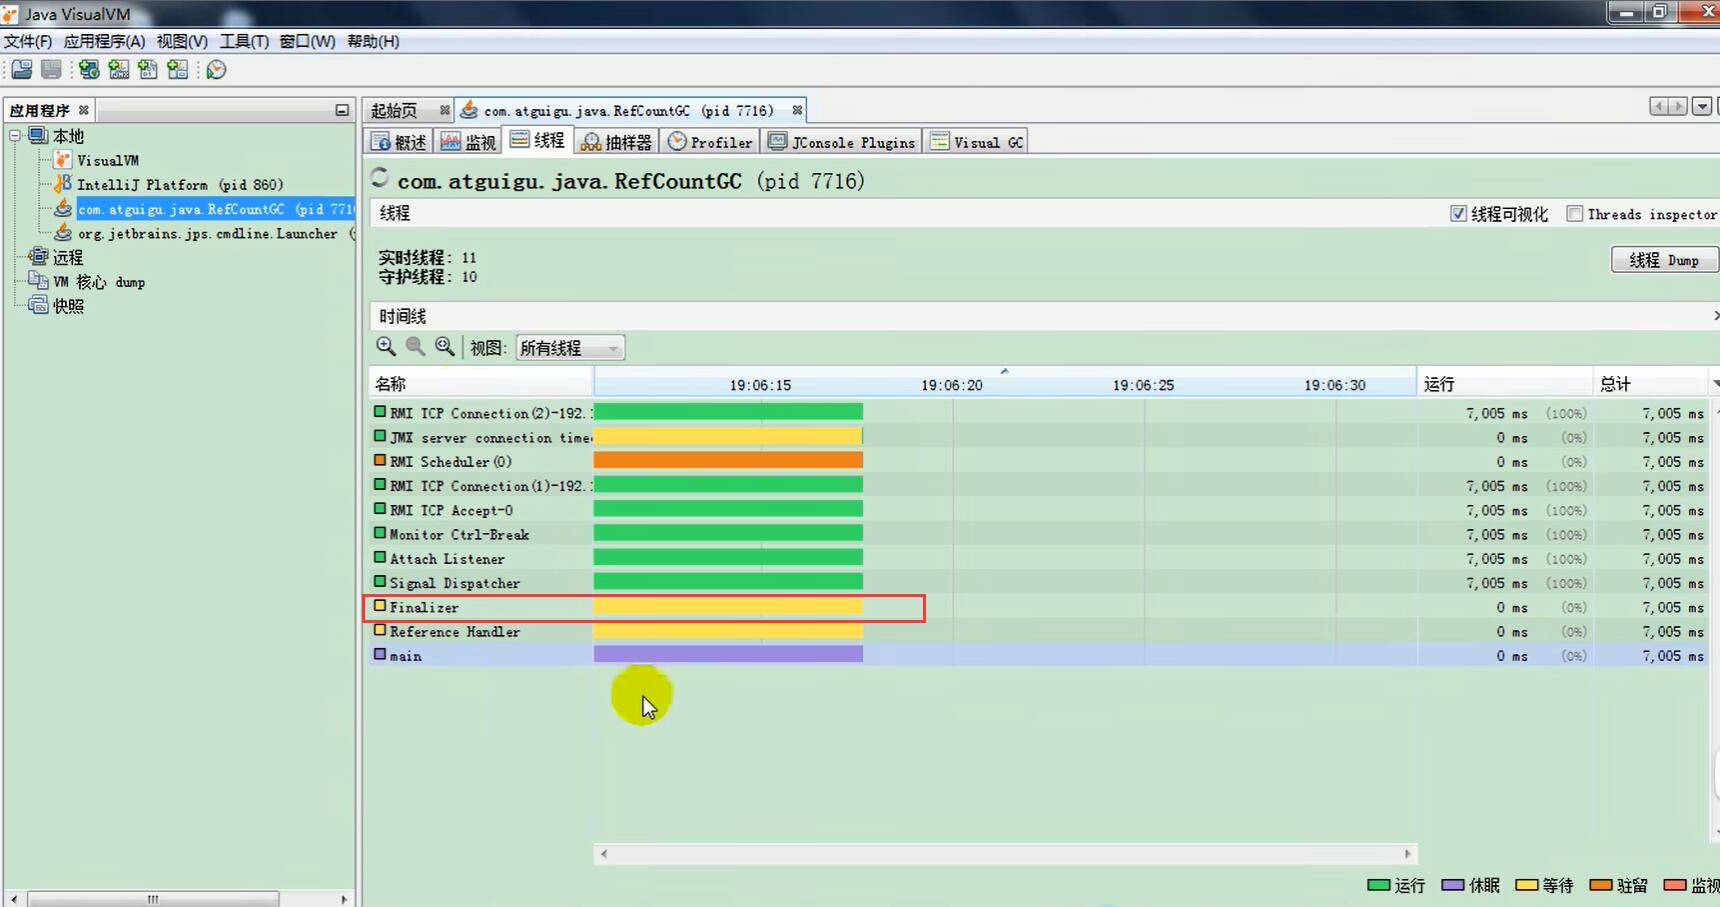 Java VisualVM
文件(F) 应用程序(A) 视图(V) 工具(T) 窗口(W) 帮助(H)
应用程序
本地
VisualVM
IntelliJ Platform (pid 860)
com.atguigu.java.RefCountGC (pid 771
org.jetbrains.jps.cmdline.Launcher (
远程
VM 核心 dump
快照
起始页 com.atguigu.java.RefCountGC (pid 7716)
概述 监视 线程 抽样器 Profiler JConsole Plugins Visual GC
com.atguigu.java.RefCountGC (pid 7716)
线程 线程可视化 Threads inspector
实时线程: 11
守护线程: 10
线程 Dump
时间线
视图: 所有线程
名称 19:06:15 19:06:20 19:06:25 19:06:30 运行 总计
RMI TCP Connection(2)-192. 7,005 ms (100%) 7,005 ms
JMX server connection time 0 ms (0%) 7,005 ms
RMI Scheduler(0) 0 ms (0%) 7,005 ms
RMI TCP Connection(1)-192. 7,005 ms (100%) 7,005 ms
RMI TCP Accept-0 7,005 ms (100%) 7,005 ms
Monitor Ctrl-Break 7,005 ms (100%) 7,005 ms
Attach Listener 7,005 ms (100%) 7,005 ms
Signal Dispatcher 7,005 ms (100%) 7,005 ms
Finalizer 0 ms (0%) 7,005 ms
Reference Handler 0 ms (0%) 7,005 ms
main 0 ms (0%) 7,005 ms
运行 休眠 等待 驻留 监视